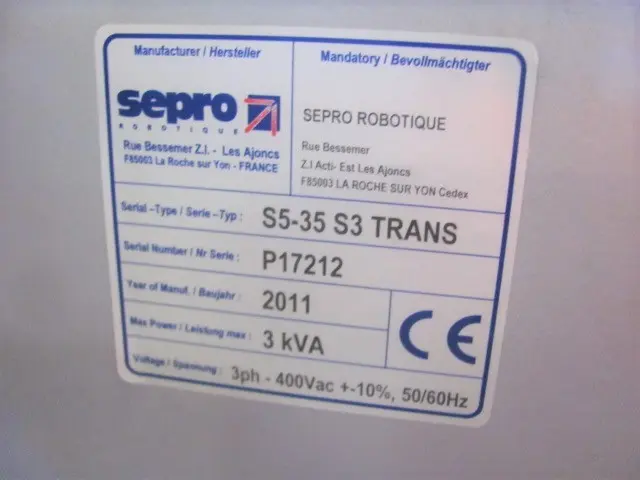 Manufacturer / Hersteller
sepro
ROBOTIQUE
Rue Bessemer Z.I. - Les Ajoncs
F85003 La Roche sur Yon - FRANCE
Mandatory / Bevollmächtigter
SEPRO ROBOTIQUE
Rue Bessemer
Z.I Acti- Est Les Ajoncs
F85003 LA ROCHE SUR YON Cedex
Serial -Type / Serie -Typ : S5-35 S3 TRANS
Serial Number / Nr Serie : P17212
Year of Manuf. / Baujahr : 2011
Max Power / Leistung max : 3 kVA
CE
Voltage / Spannung : 3ph - 400Vac +-10%, 50/60Hz